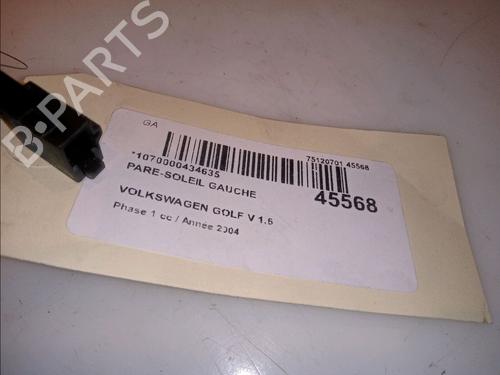 B-PARTS
GA
*1070000434635
75120701 45568
PARE-SOLEIL GAUCHE
45568
VOLKSWAGEN GOLF V 1.6
Phase 1 cc / Année 2004